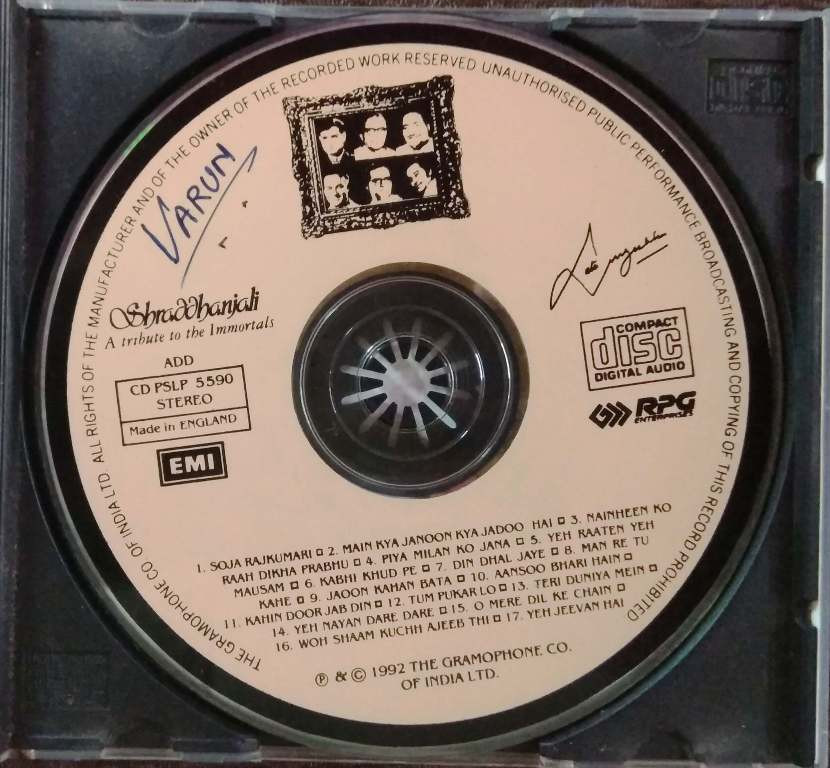 THE GRAMOPHONE CO. OF INDIA LTD. ALL RIGHTS OF THE MANUFACTURER AND OF THE OWNER OF THE RECORDED WORK RESERVED UNAUTHORISED PUBLIC PERFORMANCE BROADCASTING AND COPYING OF THIS RECORD PROHIBITED
VARUN
Shraddhanjali
A tribute to the Immortals
ADD
CD PSLP 5590
STEREO
Made in ENGLAND
EMI
COMPACT
disc
DIGITAL AUDIO
RPG
ENTERPRISES
1. SOJA RAJKUMARI 2. MAIN KYA JANOON KYA JADOO HAI 3. NAINHEEN KO
RAAH DIKHA PRABHU 4. PIYA MILAN KO JANA 5. YEH RAATEN YEH
MAUSAM 6. KABHI KHUD PE 7. DIN DHAL JAYE 8. MAN RE TU
KAHE 9. JAOON KAHAN BATA 10. AANSOO BHARI HAIN
11. KAHIN DOOR JAB DIN 12. TUM PUKAR LO 13. TERI DUNIYA MEIN
14. YEH NAYAN DARE DARE 15. O MERE DIL KE CHAIN
16. WOH SHAAM KUCHH AJEEB THI 17. YEH JEEVAN HAI
℗ & © 1992 THE GRAMOPHONE CO.
OF INDIA LTD.